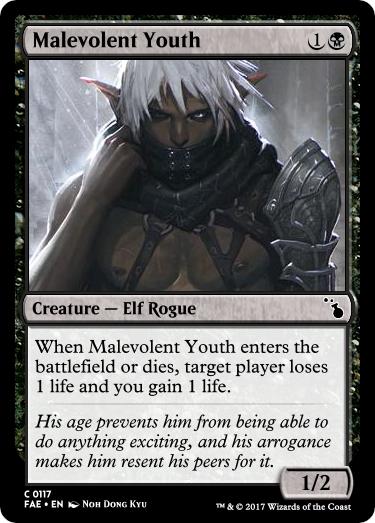 Malevolent Youth 1
Creature — Elf Rogue
When Malevolent Youth enters the
battlefield or dies, target player loses
1 life and you gain 1 life.
His age prevents him from being able to
do anything exciting, and his arrogance
makes him resent his peers for it.
1/2
C 0117
FAE • EN Noh Dong Kyu
™ & © 2017 Wizards of the Coast